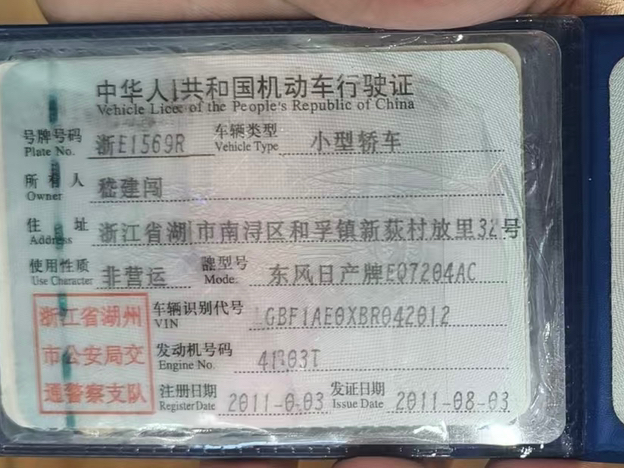 中华人共和国机动车行驶证
Vehicle Lice of the People's Republic of China
号牌号码 浙E1569R 车辆类型 小型轿车
Plate No. Vehicle Type
所有人 嵇建闯
Owner
住址 浙江省湖市南浔区和孚镇新荻村放里32号
Address
使用性质 非营运 牌型号 东风日产牌EQ7204AC
Use Character Mode
浙江省湖州
市公安局交
通警察支队
车辆识别代号 GBF1AE0XBR042012
VIN
发动机号码
Engine No.
注册日期 2011-0-03 发证日期 2011-08-03
Register Date Issue Date